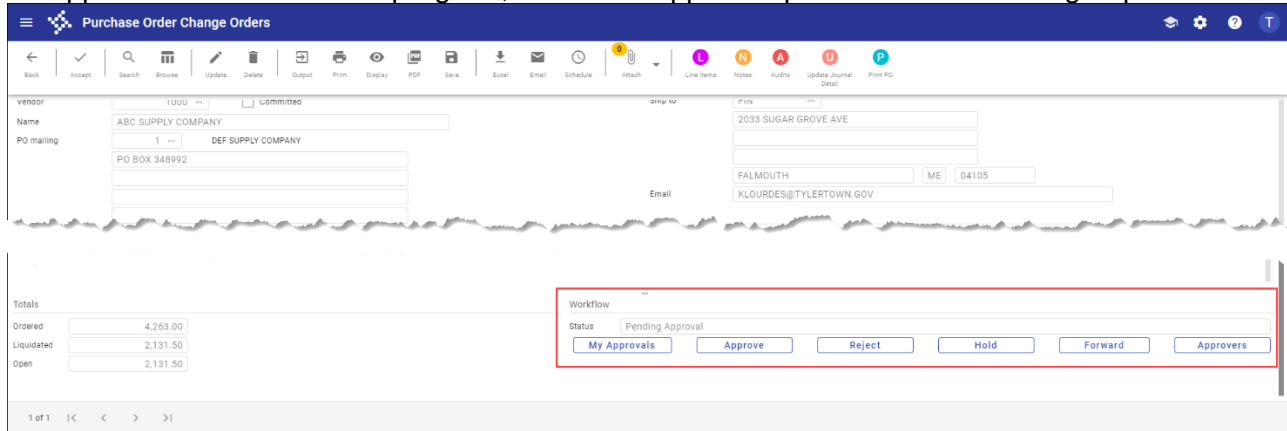 Purchase Order Change Orders
T
0
L N A U P
Back Accept Search Browse Update Delete Output Print Display PDF Save Excel Email Schedule Attach Line Items Notes Audits Update Journal Detail Print PO
Vendor 1000 ... Committed Ship to PIN ...
Name ABC SUPPLY COMPANY 2033 SUGAR GROVE AVE
PO mailing 1 ... DEF SUPPLY COMPANY
PO BOX 348992
FALMOUTH ME 04105
Email KLOURDES@TYLERTOWN.GOV
...
Totals Workflow
Ordered 4,263.00 Status Pending Approval
Liquidated 2,131.50 My Approvals Approve Reject Hold Forward Approvers
Open 2,131.50
1 of 1 |< < > >|